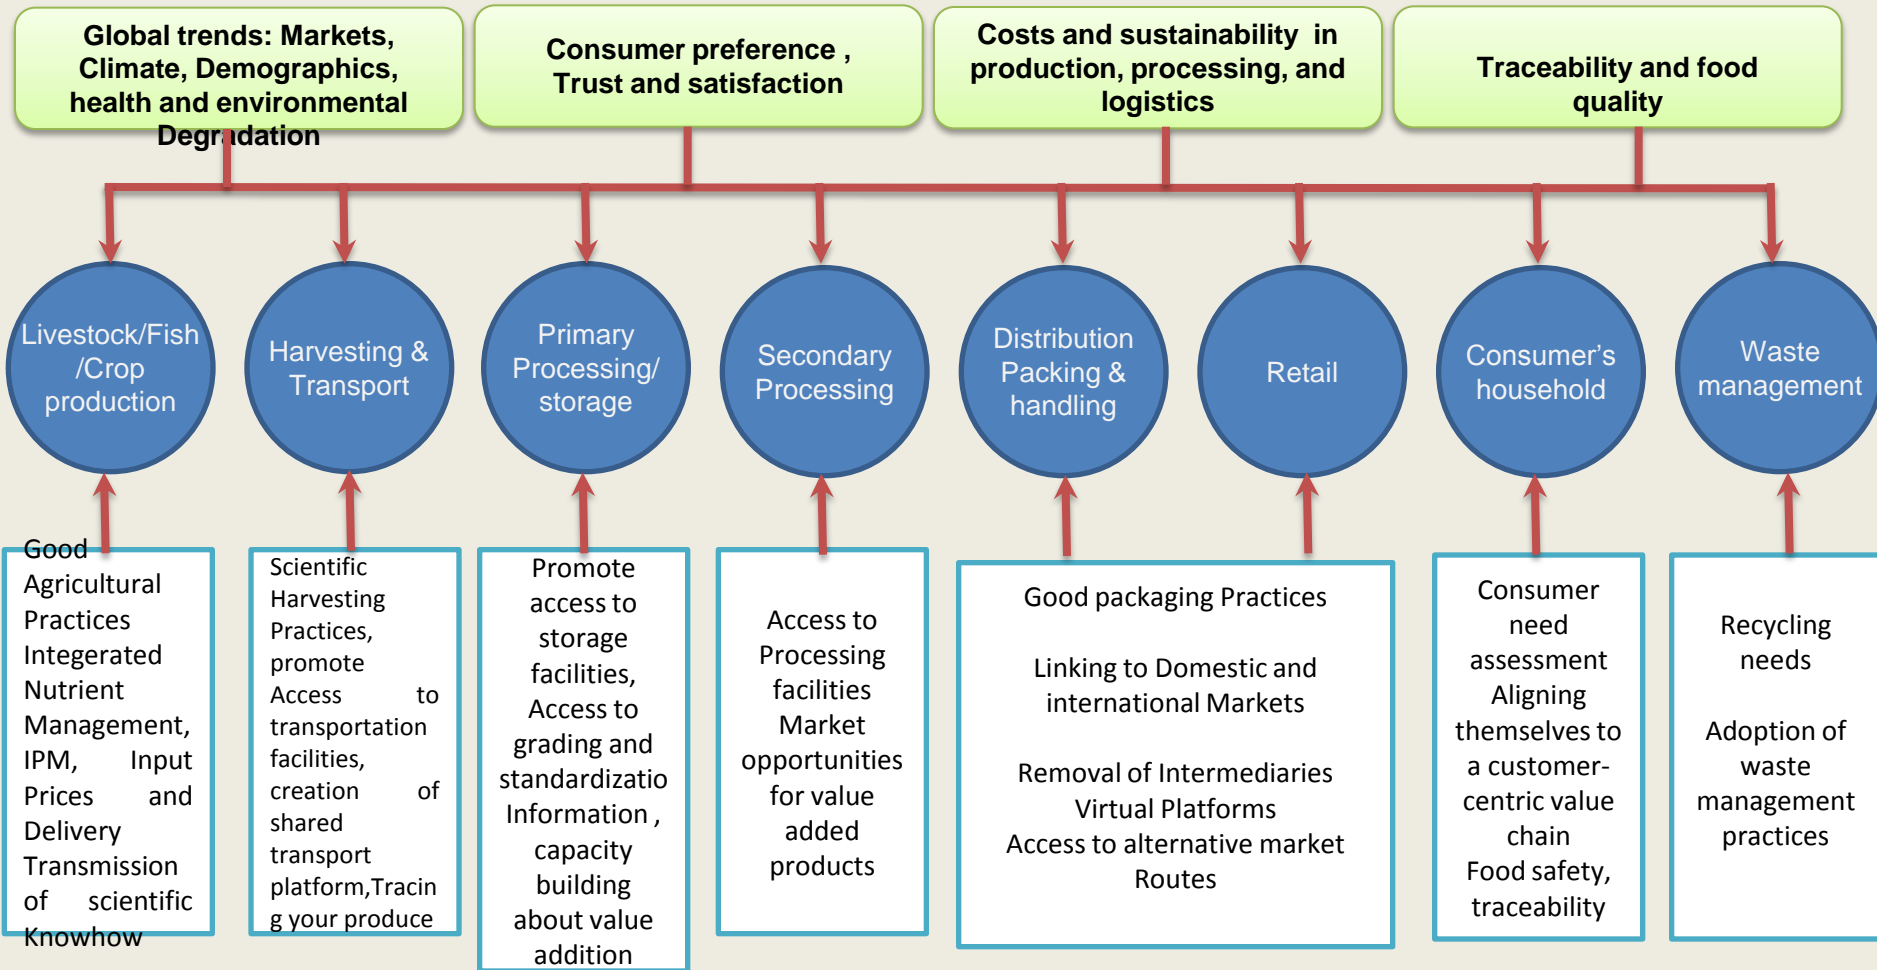 Global trends: Markets,
Climate, Demographics,
health and environmental
Degradation
Consumer preference ,
Trust and satisfaction
Costs and sustainability in
production, processing, and
logistics
Traceability and food
quality
Livestock/Fish
/Crop
production
Harvesting &
Transport
Primary
Processing/
storage
Secondary
Processing
Distribution
Packing &
handling
Retail
Consumer’s
household
Waste
management
Good
Agricultural
Practices
Integerated
Nutrient
Management,
IPM, Input
Prices and
Delivery
Transmission
of scientific
Knowhow
Scientific
Harvesting
Practices,
promote
Access to
transportation
facilities,
creation of
shared
transport
platform,Tracin
g your produce
Promote
access to
storage
facilities,
Access to
grading and
standardizatio
Information ,
capacity
building
about value
addition
Access to
Processing
facilities
Market
opportunities
for value
added
products
Good packaging Practices
Linking to Domestic and
international Markets
Removal of Intermediaries
Virtual Platforms
Access to alternative market
Routes
Consumer
need
assessment
Aligning
themselves to
a customer-
centric value
chain
Food safety,
traceability
Recycling
needs
Adoption of
waste
management
practices